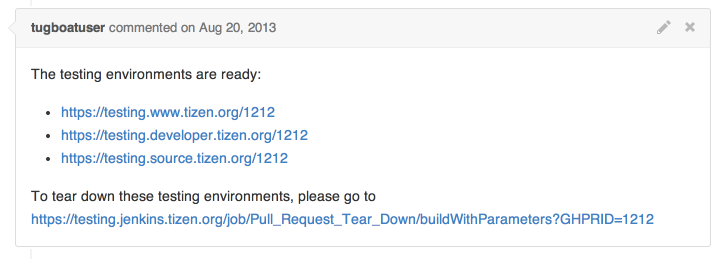 tugboatuser commented on Aug 20, 2013
The testing environments are ready:
https://testing.www.tizen.org/1212
https://testing.developer.tizen.org/1212
https://testing.source.tizen.org/1212
To tear down these testing environments, please go to
https://testing.jenkins.tizen.org/job/Pull_Request_Tear_Down/buildWithParameters?GHPRID=1212